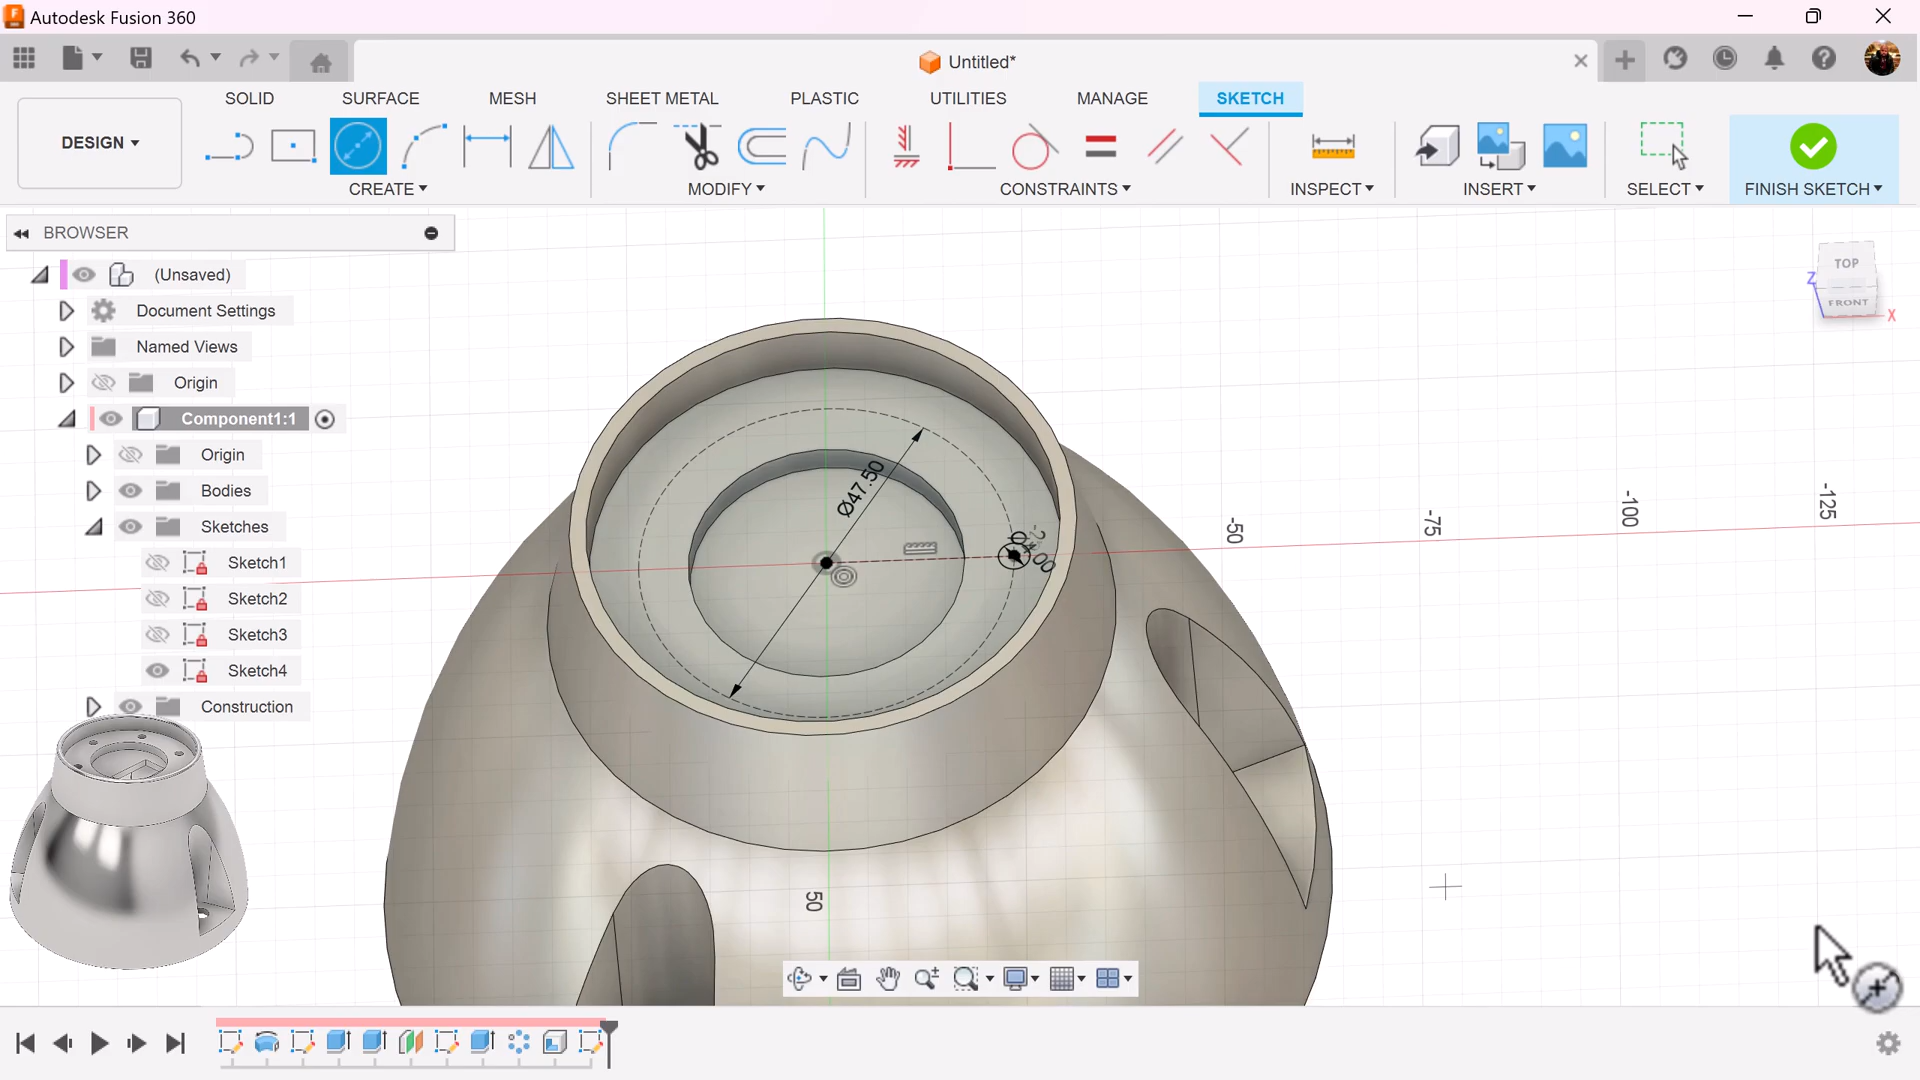 Autodesk Fusion 360
Untitled*
SOLID SURFACE MESH SHEET METAL PLASTIC UTILITIES MANAGE SKETCH
DESIGN
CREATE MODIFY CONSTRAINTS INSPECT INSERT SELECT FINISH SKETCH
BROWSER
(Unsaved)
Document Settings
Named Views
Origin
Component1:1
Origin
Bodies
Sketches
Sketch1
Sketch2
Sketch3
Sketch4
Construction
TOP
FRONT
Z
X
Ø47.50
-50
-75
-100
-125
50